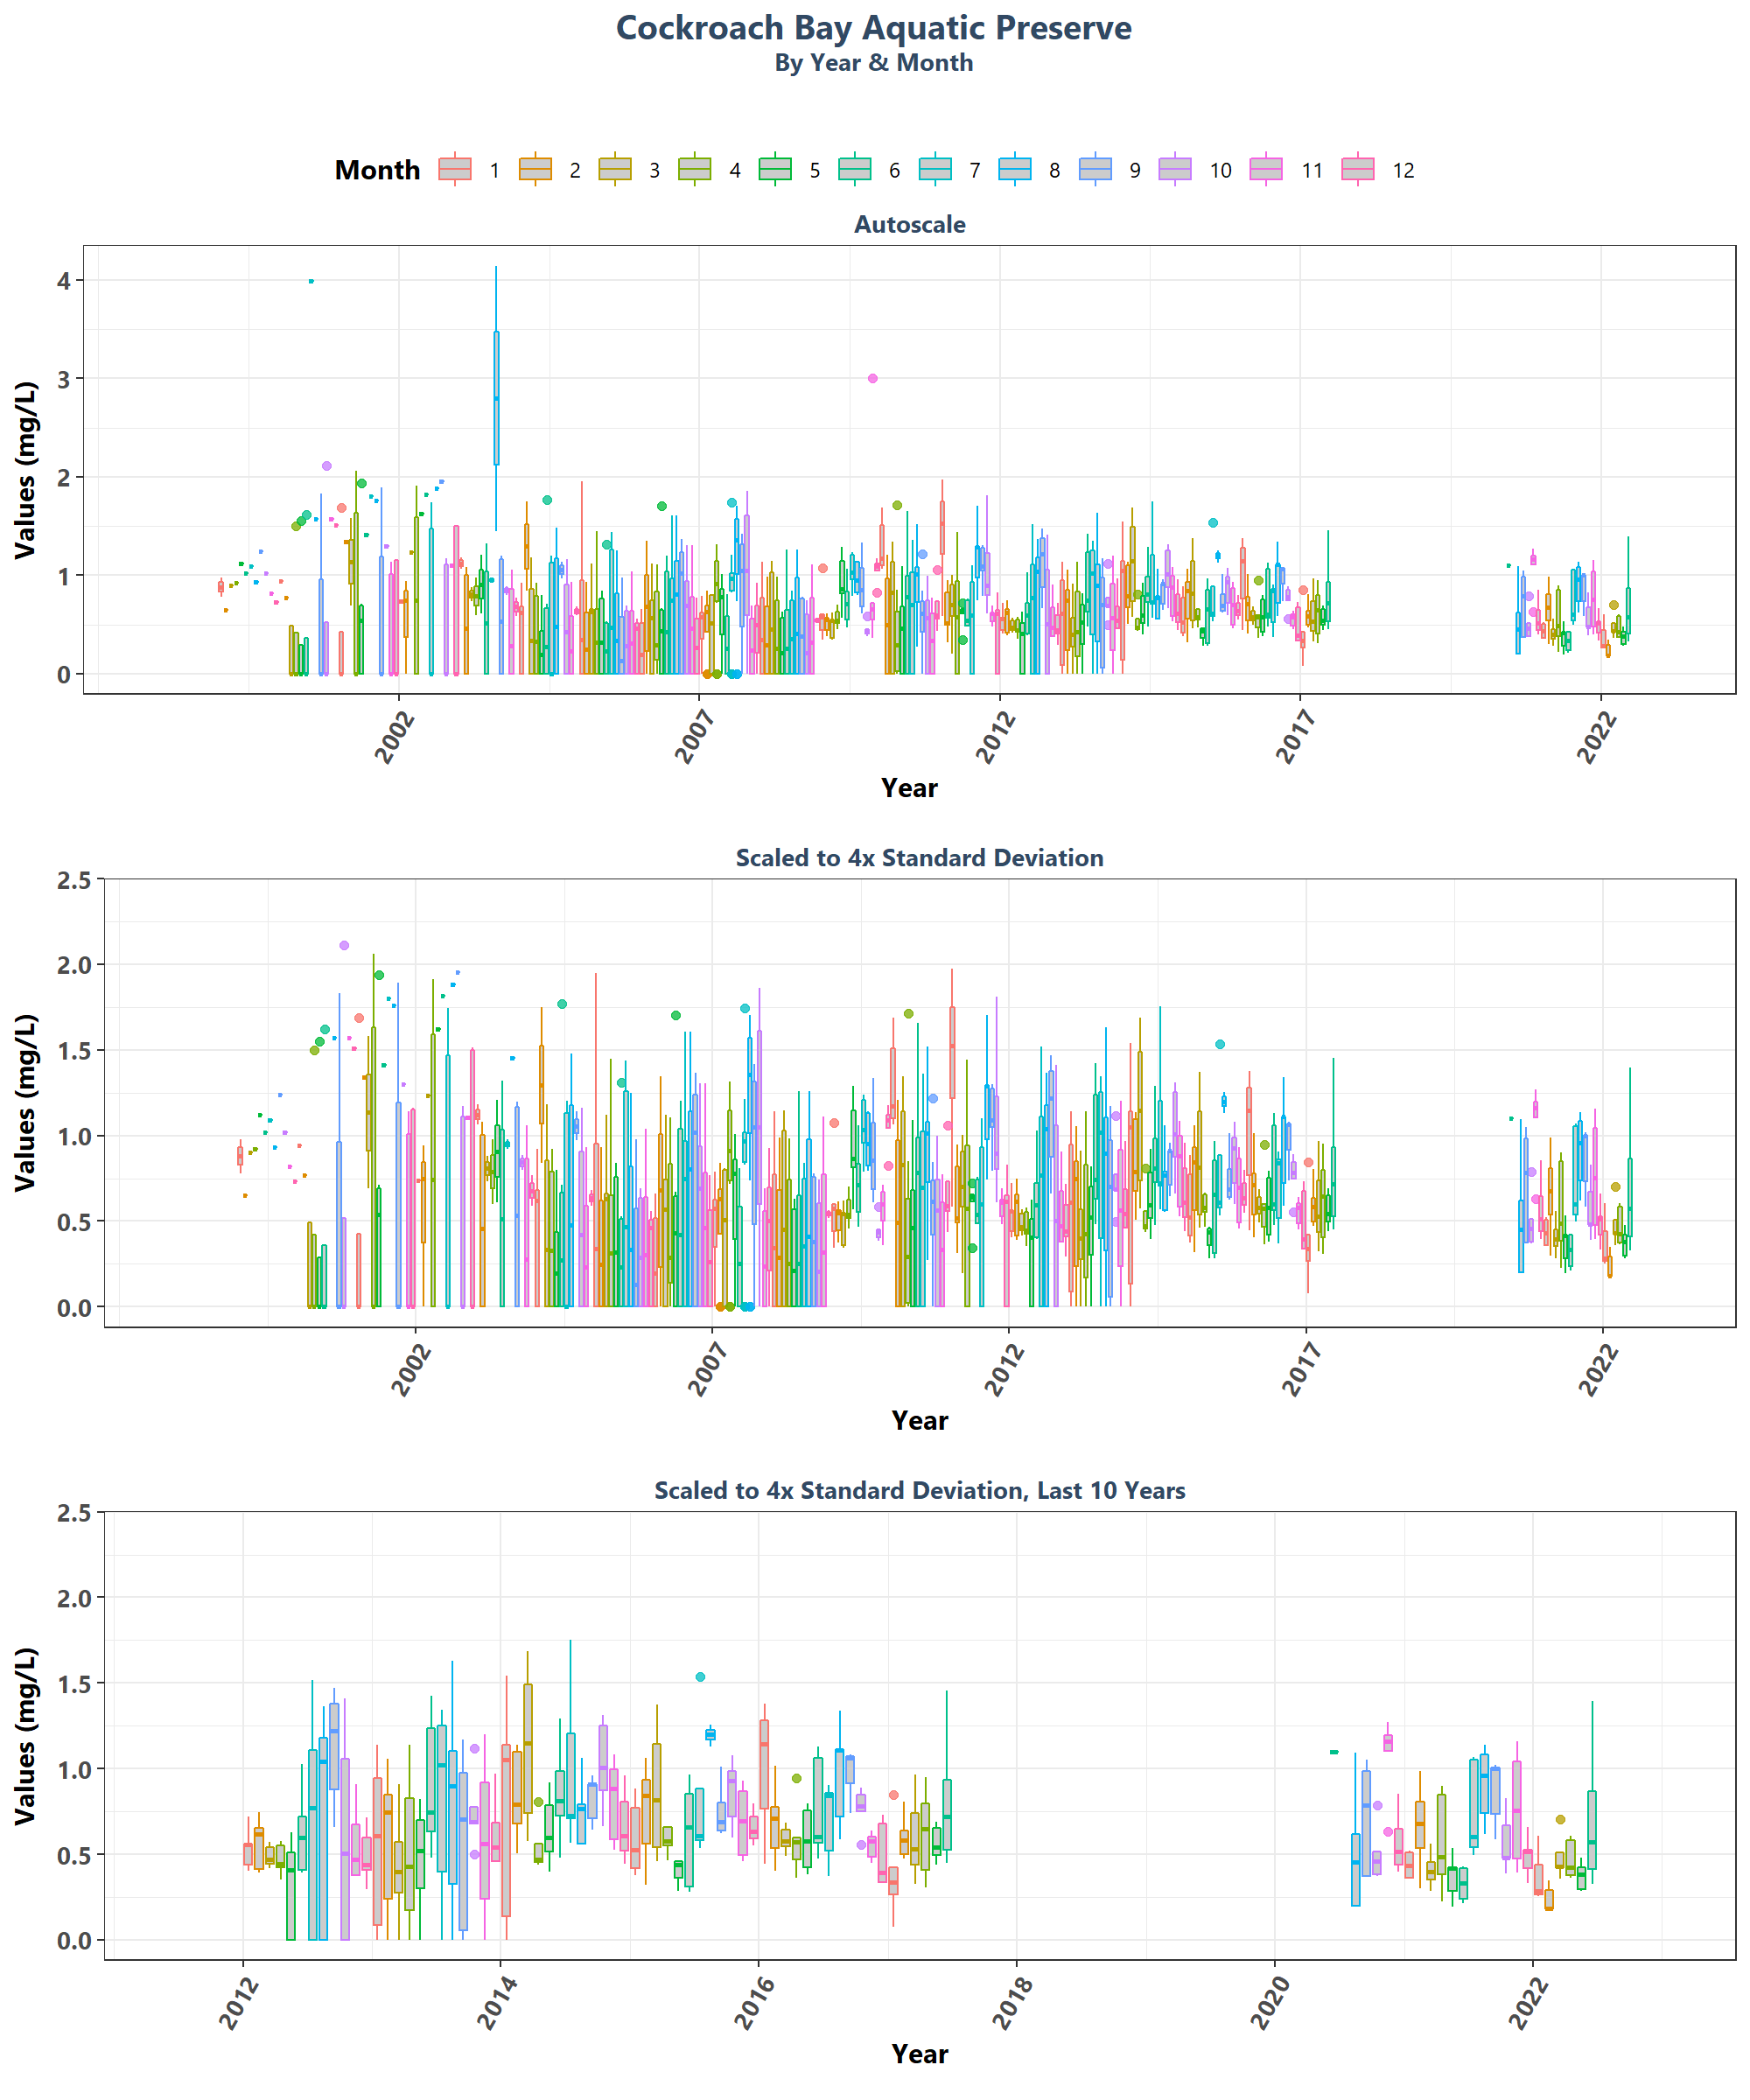 Cockroach Bay Aquatic Preserve
By Year & Month
Month 1 2 3 4 5 6 7 8 9 10 11 12
Autoscale
Values (mg/L)
4
3
2
1
0
2002 2007 2012 2017 2022
Year
Scaled to 4x Standard Deviation
Values (mg/L)
2.5
2.0
1.5
1.0
0.5
0.0
2002 2007 2012 2017 2022
Year
Scaled to 4x Standard Deviation, Last 10 Years
Values (mg/L)
2.5
2.0
1.5
1.0
0.5
0.0
2012 2014 2016 2018 2020 2022
Year